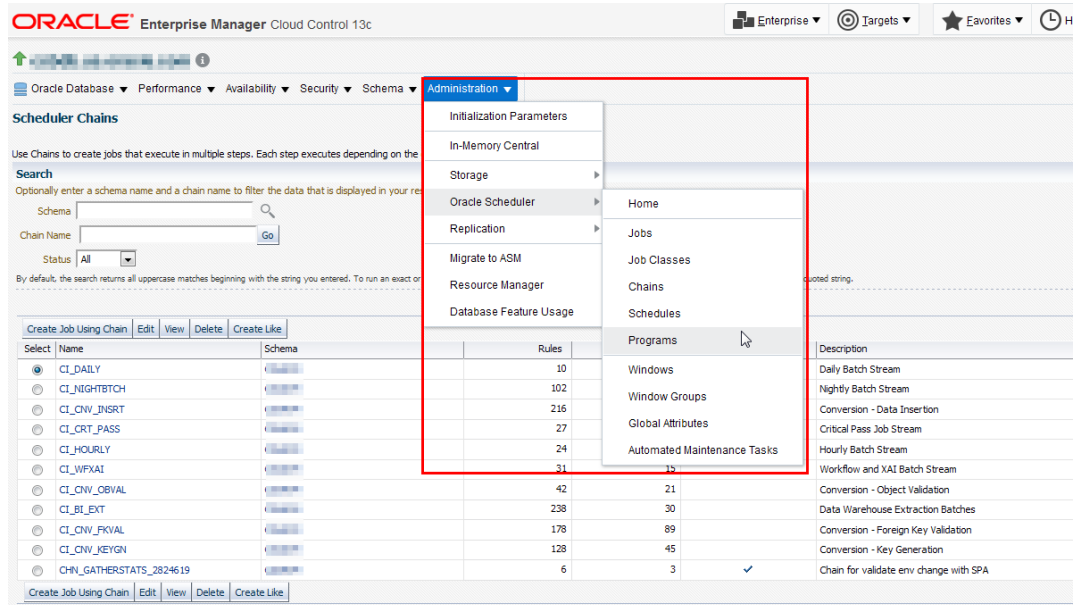 ORACLE® Enterprise Manager Cloud Control 13c Enterprise Targets Favorites H
Oracle Database Performance Availability Security Schema Administration
Scheduler Chains
Initialization Parameters
In-Memory Central
Use Chains to create jobs that execute in multiple steps. Each step executes depending on the
Search
Storage
Optionally enter a schema name and a chain name to filter the data that is displayed in your
Schema
Oracle Scheduler
Home
Chain Name Go
Replication
Jobs
Status All
Migrate to ASM
Job Classes
By default, the search returns all uppercase matches beginning with the string you entered. To run an exact or
quoted string.
Resource Manager
Chains
Database Feature Usage
Schedules
Create Job Using Chain Edit View Delete Create Like
Programs
Select Name Schema Rules Description
CI_DAILY 10 Daily Batch Stream
Windows
CI_NIGHTBTCH 102 Nightly Batch Stream
Window Groups
CI_CNV_INSRT 216 Conversion - Data Insertion
Global Attributes
CI_CRT_PASS 27 Critical Pass Job Stream
CI_HOURLY 24 Hourly Batch Stream
Automated Maintenance Tasks
CI_WFXAI 31 15 Workflow and XAI Batch Stream
CI_CNV_OBVAL 42 21 Conversion - Object Validation
CI_BI_EXT 238 30 Data Warehouse Extraction Batches
CI_CNV_FKVAL 178 89 Conversion - Foreign Key Validation
CI_CNV_KEYGN 128 45 Conversion - Key Generation
CHN_GATHERSTATS_2824619 6 3 Chain for validate env change with SPA
Create Job Using Chain Edit View Delete Create Like